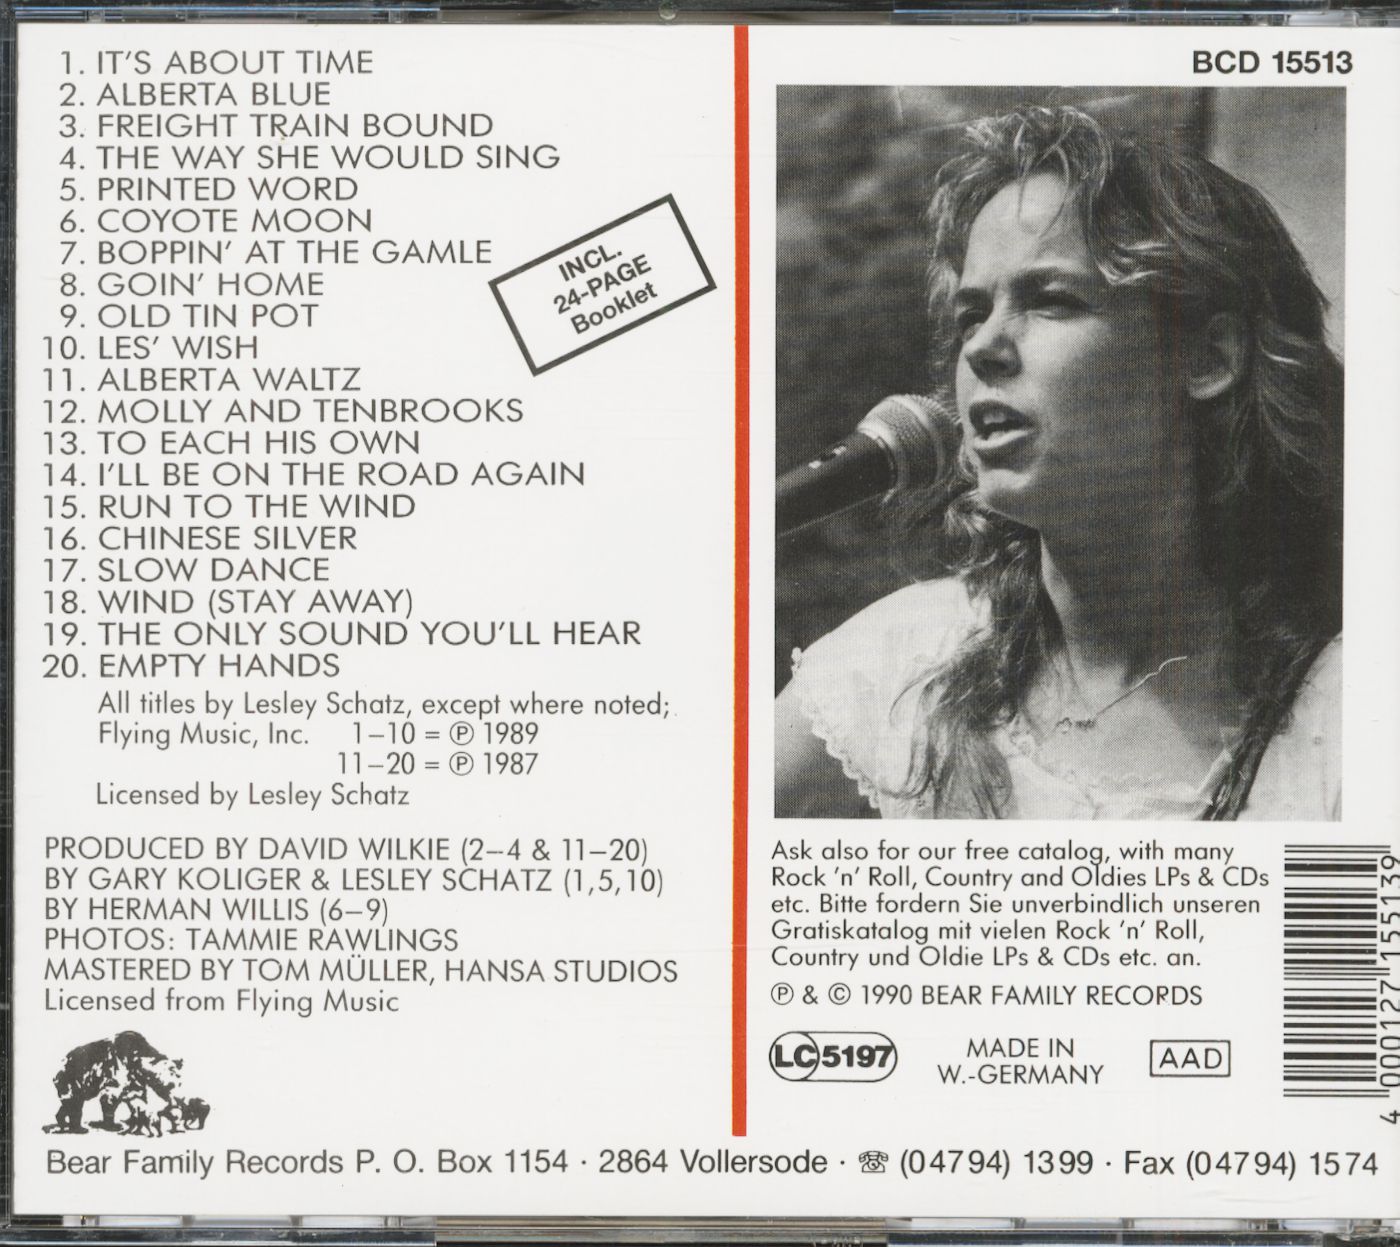 1. IT'S ABOUT TIME
2. ALBERTA BLUE
3. FREIGHT TRAIN BOUND
4. THE WAY SHE WOULD SING
5. PRINTED WORD
6. COYOTE MOON
7. BOPPIN' AT THE GAMLE
8. GOIN' HOME
9. OLD TIN POT
10. LES' WISH
11. ALBERTA WALTZ
12. MOLLY AND TENBROOKS
13. TO EACH HIS OWN
14. I'LL BE ON THE ROAD AGAIN
15. RUN TO THE WIND
16. CHINESE SILVER
17. SLOW DANCE
18. WIND (STAY AWAY)
19. THE ONLY SOUND YOU'LL HEAR
20. EMPTY HANDS
All titles by Lesley Schatz, except where noted;
Flying Music, Inc. 1–10 = ℗ 1989
11–20 = ℗ 1987
Licensed by Lesley Schatz
INCL.
24-PAGE
Booklet
PRODUCED BY DAVID WILKIE (2–4 & 11–20)
BY GARY KOLIGER & LESLEY SCHATZ (1,5,10)
BY HERMAN WILLIS (6–9)
PHOTOS: TAMMIE RAWLINGS
MASTERED BY TOM MÜLLER, HANSA STUDIOS
Licensed from Flying Music
BCD 15513
Ask also for our free catalog, with many
Rock 'n' Roll, Country and Oldies LPs & CDs
etc. Bitte fordern Sie unverbindlich unseren
Gratiskatalog mit vielen Rock 'n' Roll,
Country und Oldie LPs & CDs etc. an.
℗ & © 1990 BEAR FAMILY RECORDS
LC 5197
MADE IN
W.-GERMANY
AAD
4 000127 155139
Bear Family Records P. O. Box 1154 · 2864 Vollersode · ☏ (04794) 1399 · Fax (04794) 1574